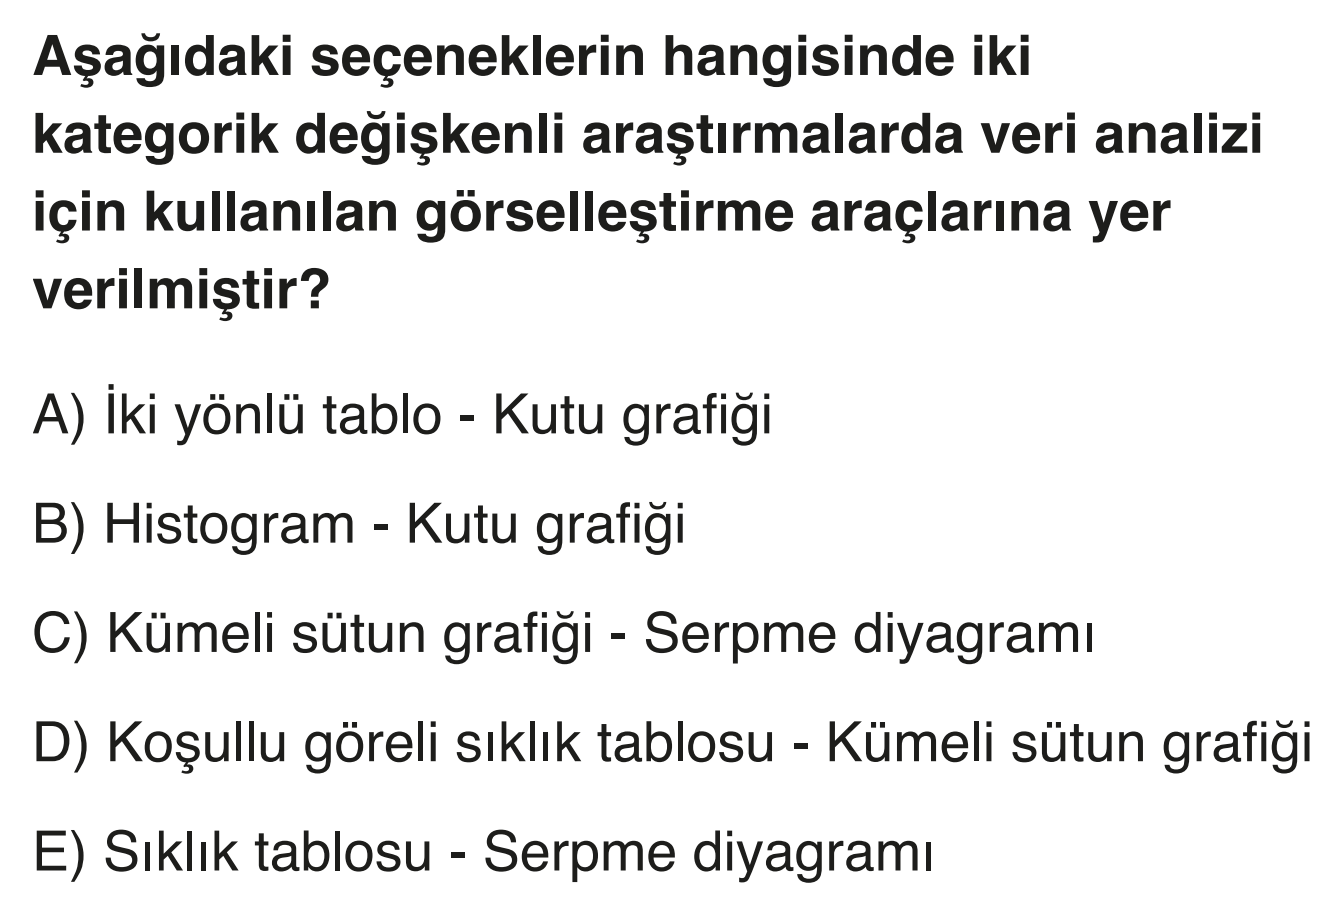 Aşağıdaki seçeneklerin hangisinde iki
kategorik değişkenli araştırmalarda veri analizi
için kullanılan görselleştirme araçlarına yer
verilmiştir?
A) İki yönlü tablo - Kutu grafiği
B) Histogram - Kutu grafiği
C) Kümeli sütun grafiği - Serpme diyagramı
D) Koşullu göreli sıklık tablosu - Kümeli sütun grafiği
E) Sıklık tablosu - Serpme diyagramı